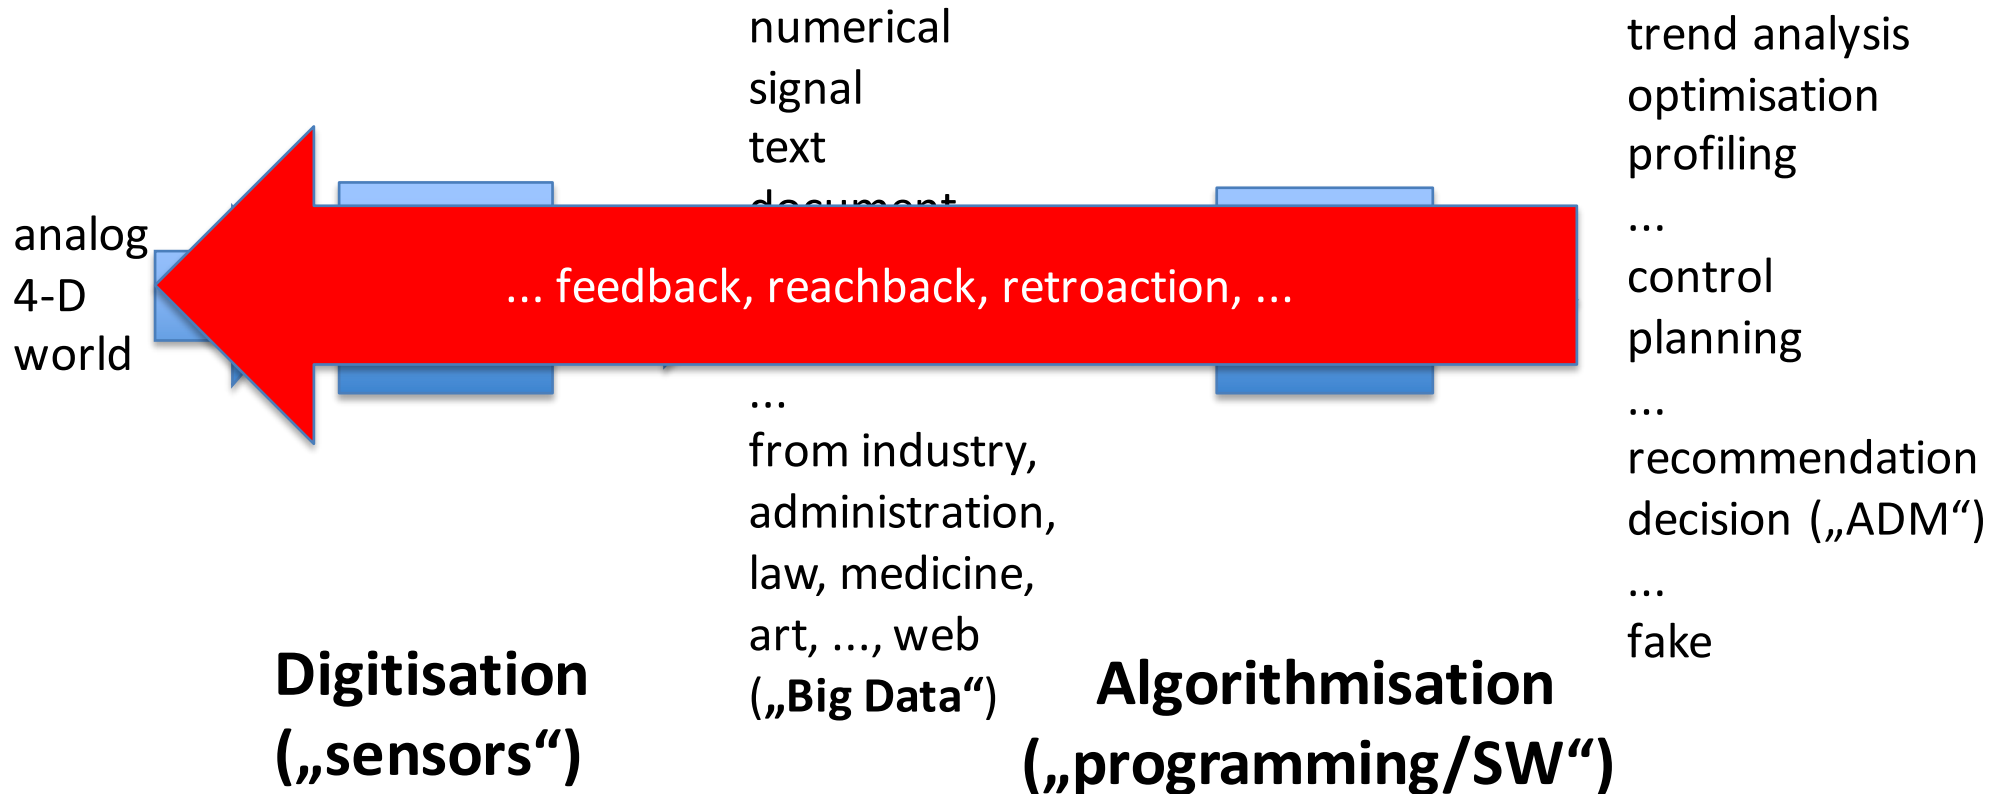 analog
4-D
world
numerical
signal
text
document
...
from industry,
administration,
law, medicine,
art, ..., web
(„Big Data“)
... feedback, reachback, retroaction, ...
trend analysis
optimisation
profiling
...
control
planning
...
recommendation
decision („ADM“)
...
fake
Digitisation
(„sensors“)
Algorithmisation
(„programming/SW“)